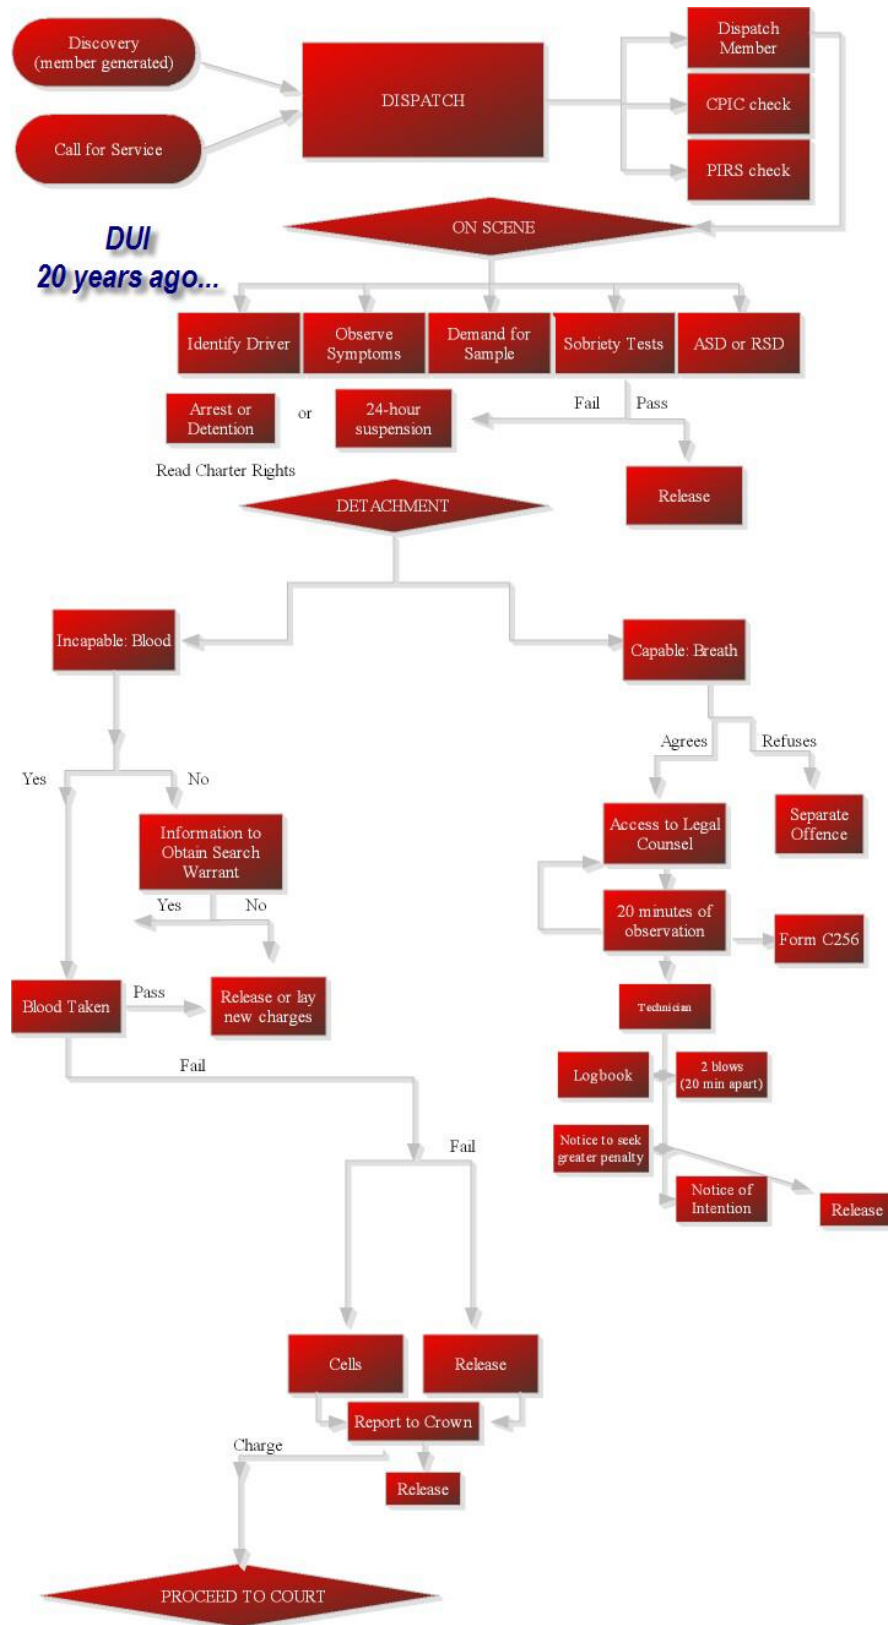 Discovery
(member generated)
Call for Service
DISPATCH
Dispatch
Member
CPIC check
PIRS check
ON SCENE
DUI
20 years ago...
Identify Driver
Observe
Symptoms
Demand for
Sample
Sobriety Tests
ASD or RSD
Arrest or
Detention
or
24-hour
suspension
Fail
Pass
Read Charter Rights
Release
DETACHMENT
Incapable: Blood
Capable: Breath
Agrees
Refuses
Yes
No
Information to
Obtain Search
Warrant
Yes
No
Access to Legal
Counsel
Separate
Offence
20 minutes of
observation
Form C256
Blood Taken
Pass
Release or lay
new charges
Technician
Fail
Logbook
2 blows
(20 min apart)
Fail
Notice to seek
greater penalty
Notice of
Intention
Release
Cells
Release
Report to Crown
Charge
Release
PROCEED TO COURT